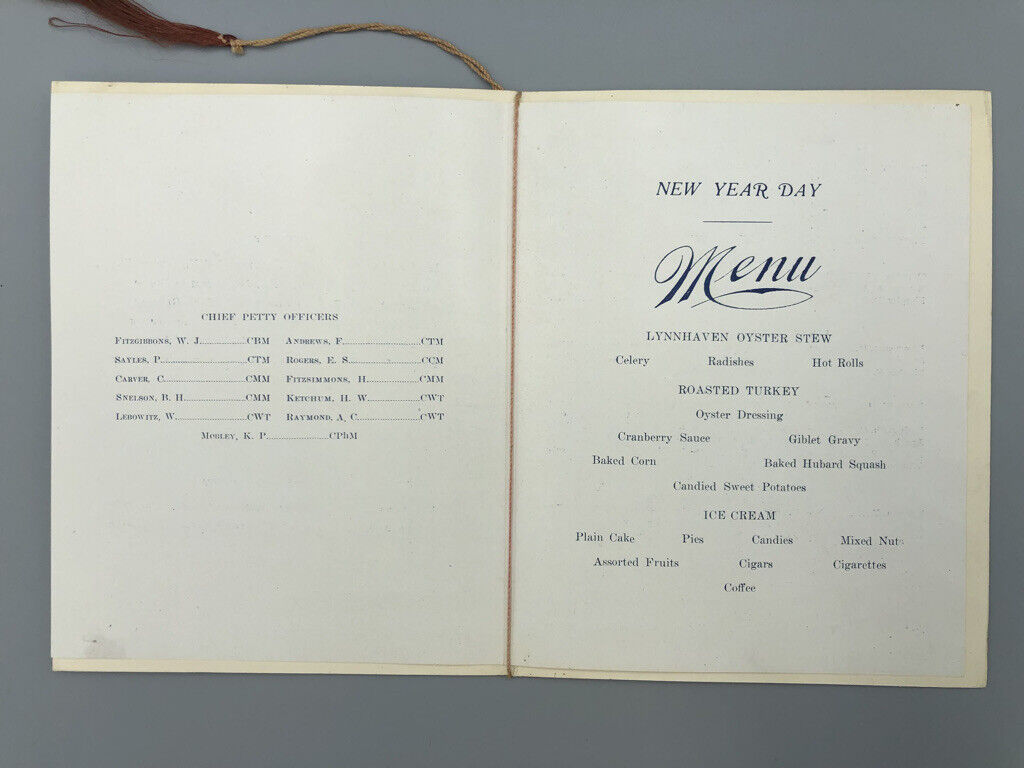 CHIEF PETTY OFFICERS
FITZGIBBONS, W. J..................CBM ANDREWS, F..................CTM
SAYLES, P..................CTM ROGERS, E. S..................CCM
CARVER, C..................CMM FITZSIMMONS, H..................CMM
SNELSON, B. H..................CMM KETCHUM, H. W..................CWT
LEBOWITZ, W..................CWT RAYMOND, A. C..................CWT
MOBLEY, K. P..................CPhM
NEW YEAR DAY
Menu
LYNNHAVEN OYSTER STEW
Celery Radishes Hot Rolls
ROASTED TURKEY
Oyster Dressing
Cranberry Sauce Giblet Gravy
Baked Corn Baked Hubard Squash
Candied Sweet Potatoes
ICE CREAM
Plain Cake Pies Candies Mixed Nuts
Assorted Fruits Cigars Cigarettes
Coffee